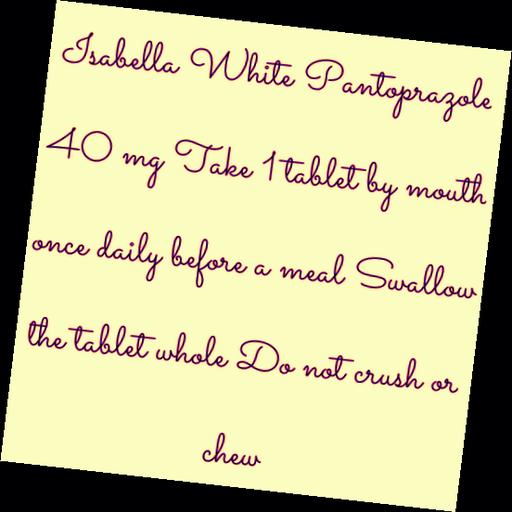 Isabella White Pantoprazole
40 mg Take 1 tablet by mouth
once daily before a meal Swallow
the tablet whole Do not crush or
chew